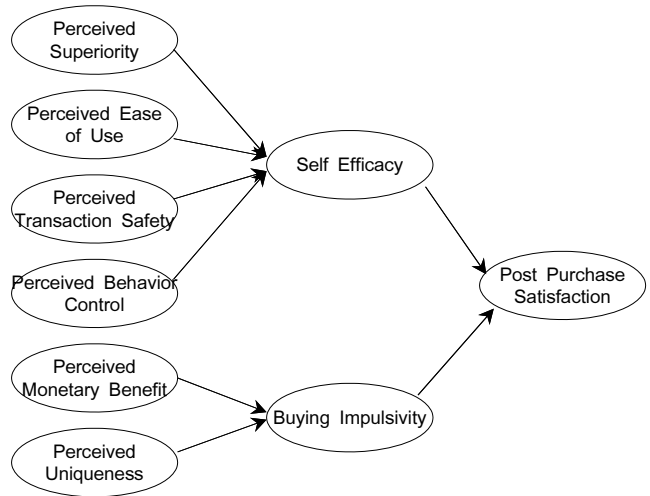 Perceived
Superiority
Perceived Ease
of Use
Perceived
Transaction Safety
Perceived Behavior
Control
Perceived
Monetary Benefit
Perceived
Uniqueness
Self Efficacy
Buying Impulsivity
Post Purchase
Satisfaction